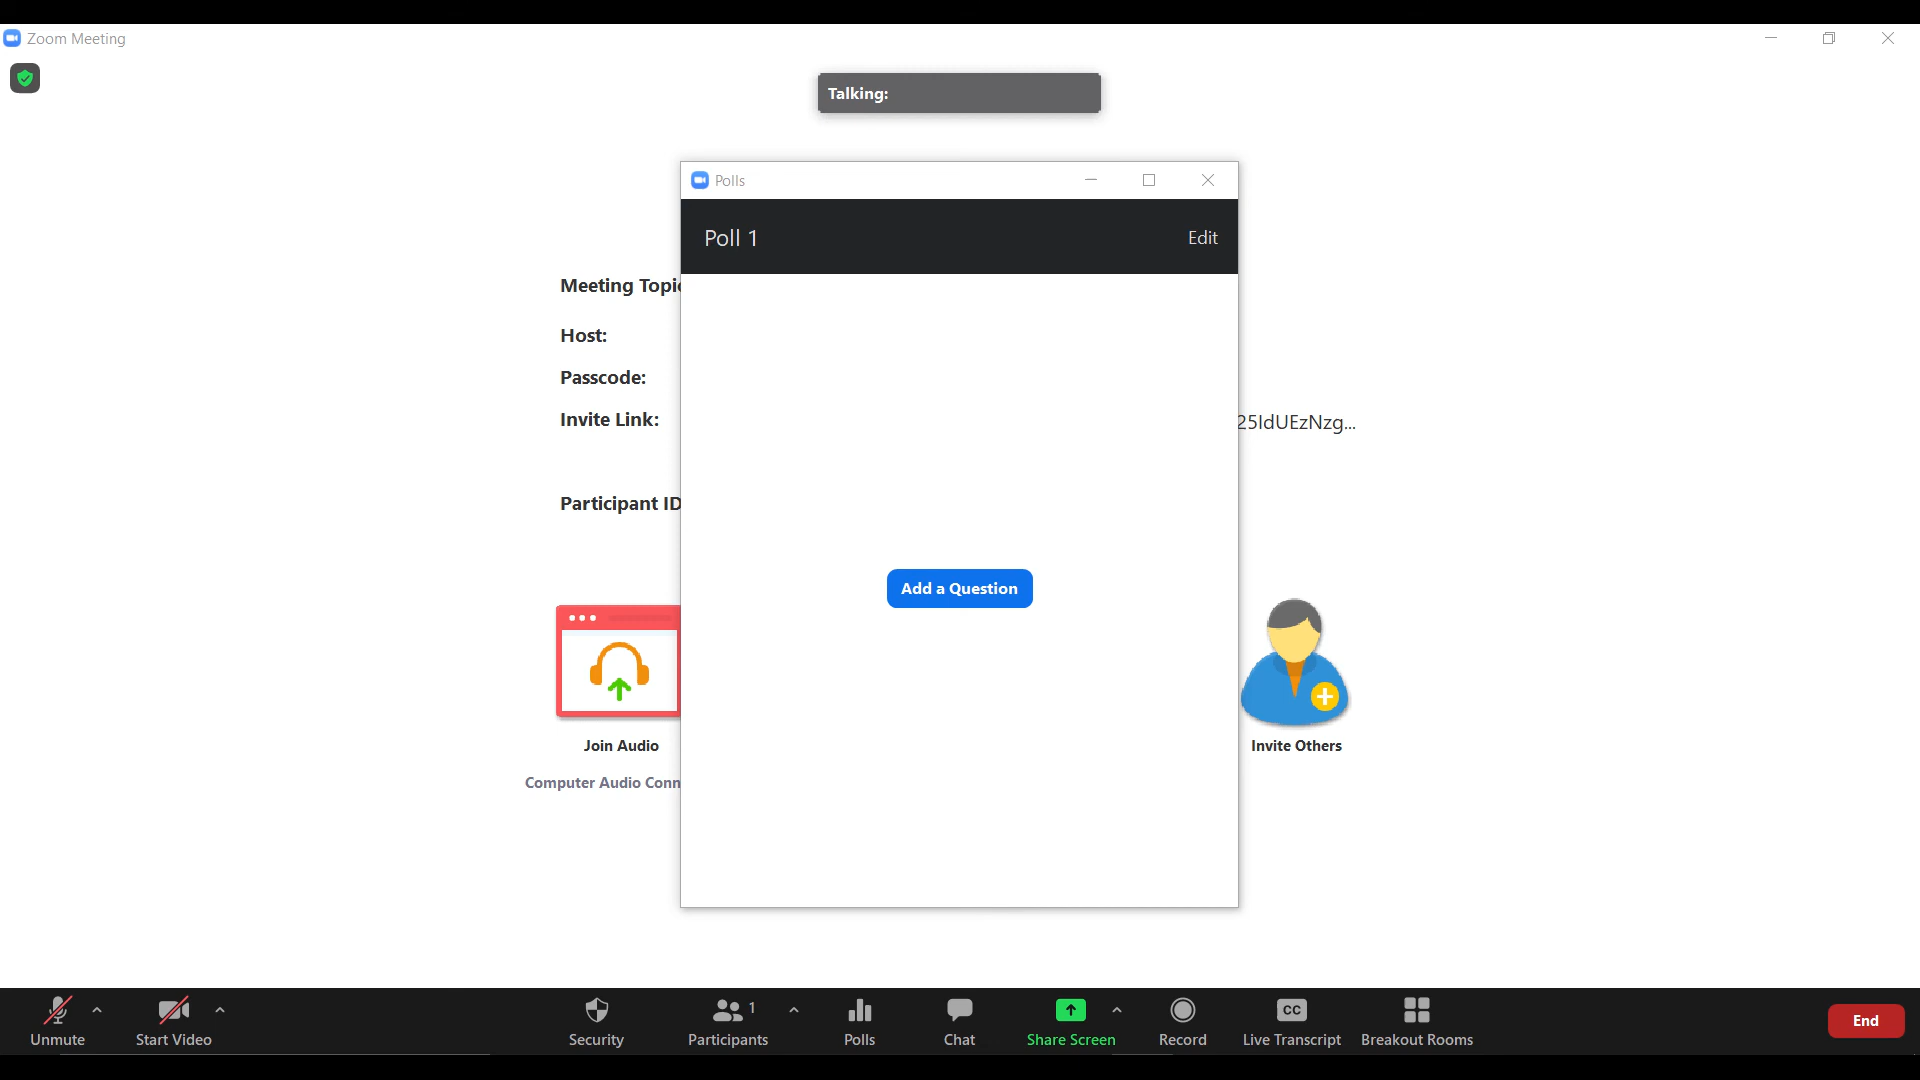 Zoom Meeting
Talking:
Polls
Poll 1
Edit
Meeting Topic
Host:
Passcode:
Invite Link:
25IdUEzNzg...
Participant ID
Add a Question
Join Audio
Invite Others
Computer Audio Conn
1
CC
Unmute
Start Video
Security
Participants
Polls
Chat
Share Screen
Record
Live Transcript
Breakout Rooms
End